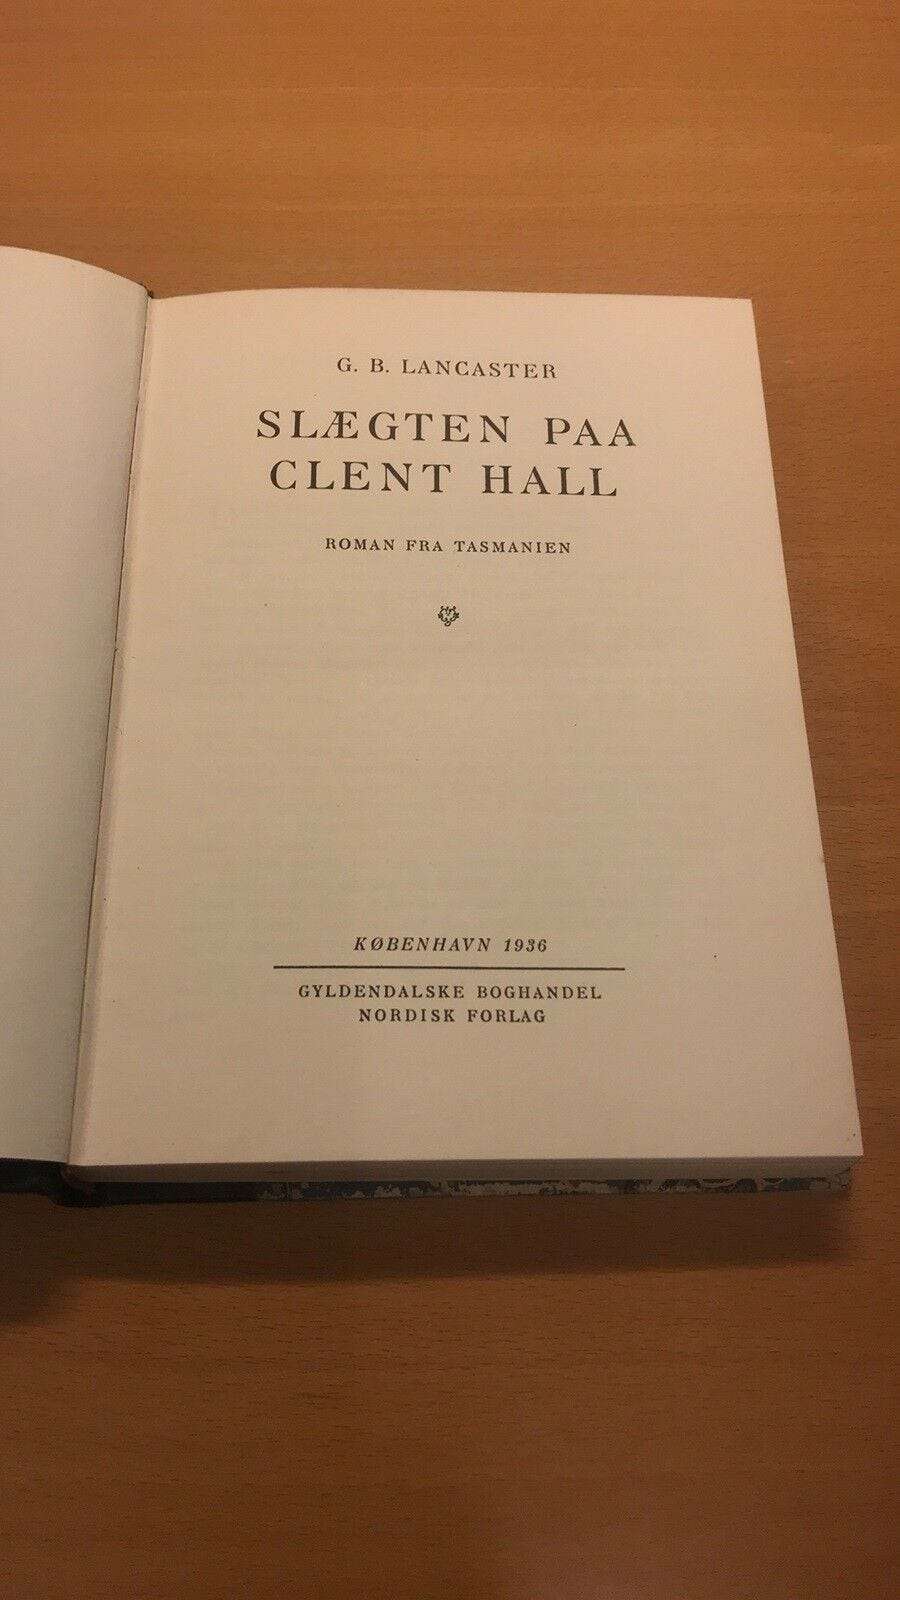 G. B. LANCASTER
SLÆGTEN PAA
CLENT HALL
ROMAN FRA TASMANIEN
KØBENHAVN 1936
GYLDENDALSKE BOGHANDEL
NORDISK FORLAG